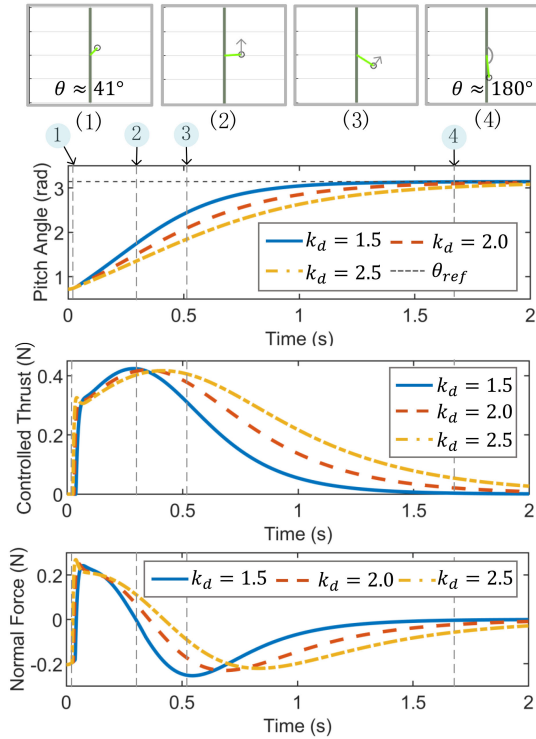 θ ≈ 41°
θ ≈ 180°
(1)
(2)
(3)
(4)
1
2
3
4
Pitch Angle (rad)
3
2
1
k_d = 1.5
k_d = 2.0
k_d = 2.5
θ_ref
0
0.5
1
1.5
2
Time (s)
Controlled Thrust (N)
0.4
0.2
0
k_d = 1.5
k_d = 2.0
k_d = 2.5
0
0.5
1
1.5
2
Time (s)
Normal Force (N)
0.2
0
-0.2
k_d = 1.5
k_d = 2.0
k_d = 2.5
0
0.5
1
1.5
2
Time (s)